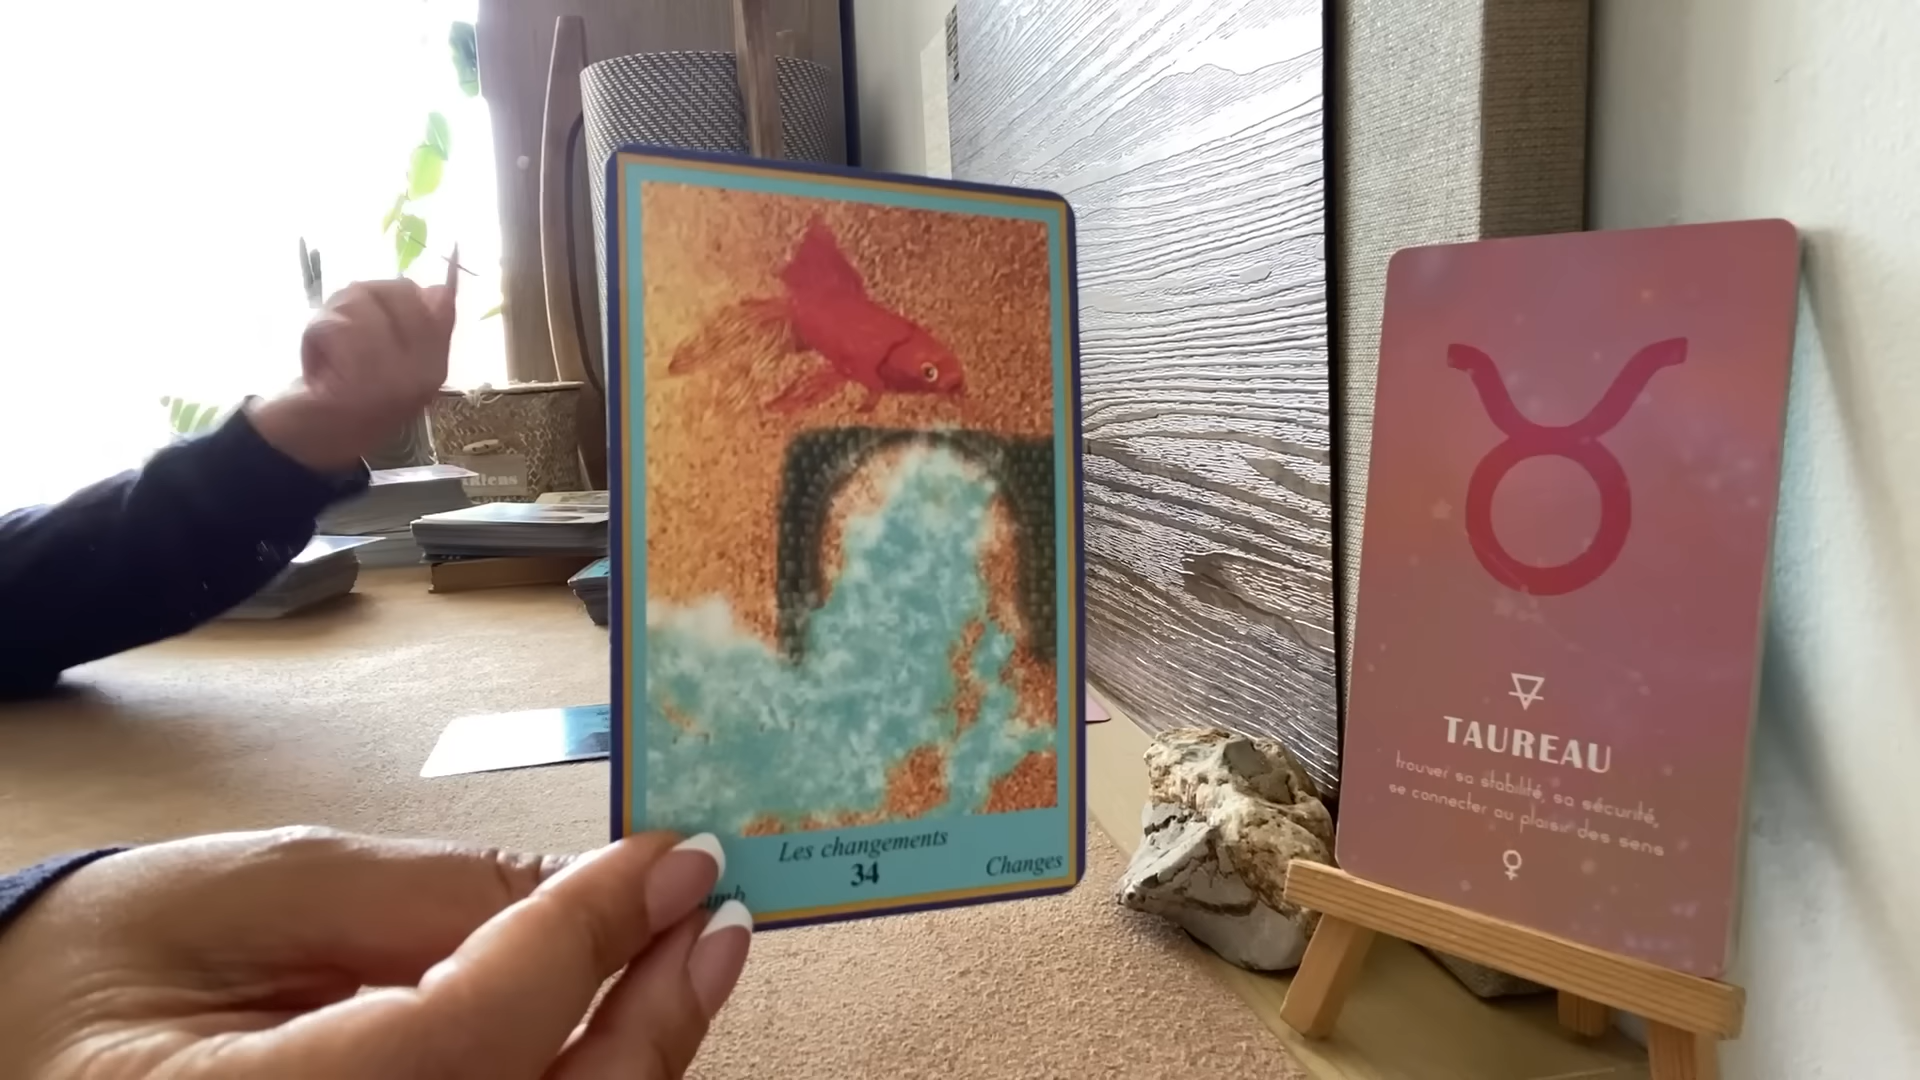 Les changements
34
Changes
TAUREAU
trouver sa stabilité, sa sécurité,
se connecter au plaisir des sens